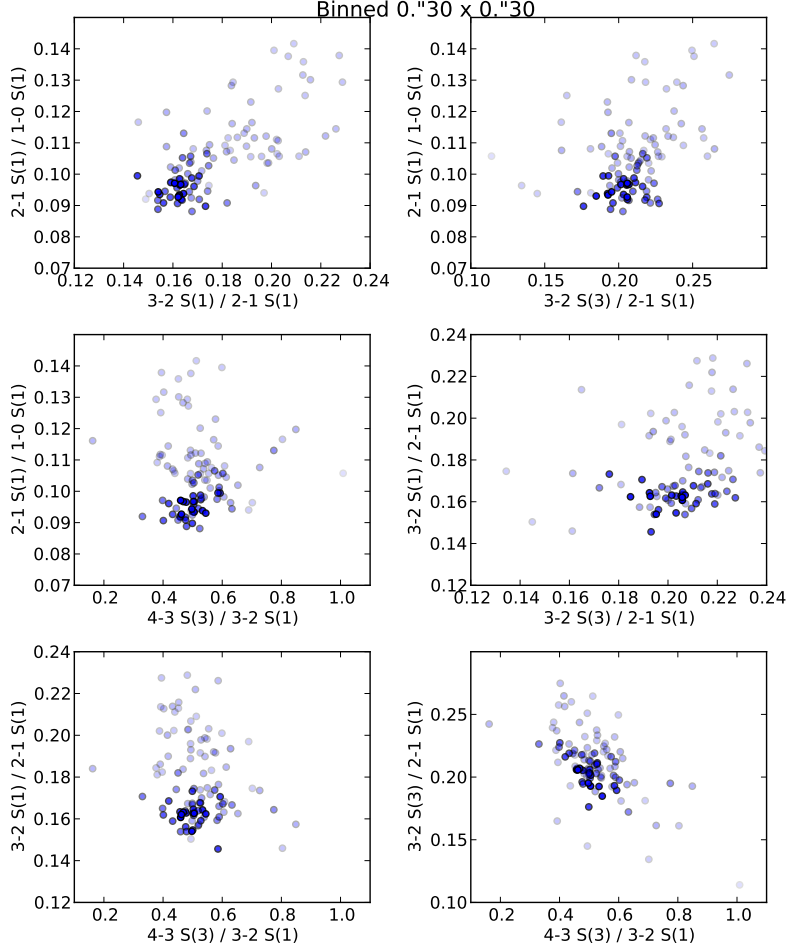 Binned 0."30 x 0."30
2-1 S(1) / 1-0 S(1)
0.14
0.13
0.12
0.11
0.10
0.09
0.08
0.07
0.12 0.14 0.16 0.18 0.20 0.22 0.24
3-2 S(1) / 2-1 S(1)
2-1 S(1) / 1-0 S(1)
0.14
0.13
0.12
0.11
0.10
0.09
0.08
0.07
0.10 0.15 0.20 0.25
3-2 S(3) / 2-1 S(1)
2-1 S(1) / 1-0 S(1)
0.14
0.13
0.12
0.11
0.10
0.09
0.08
0.07
0.2 0.4 0.6 0.8 1.0
4-3 S(3) / 3-2 S(1)
3-2 S(1) / 2-1 S(1)
0.24
0.22
0.20
0.18
0.16
0.14
0.12
0.12 0.14 0.16 0.18 0.20 0.22 0.24
3-2 S(3) / 2-1 S(1)
3-2 S(1) / 2-1 S(1)
0.24
0.22
0.20
0.18
0.16
0.14
0.12
0.2 0.4 0.6 0.8 1.0
4-3 S(3) / 3-2 S(1)
3-2 S(3) / 2-1 S(1)
0.25
0.20
0.15
0.10
0.2 0.4 0.6 0.8 1.0
4-3 S(3) / 3-2 S(1)